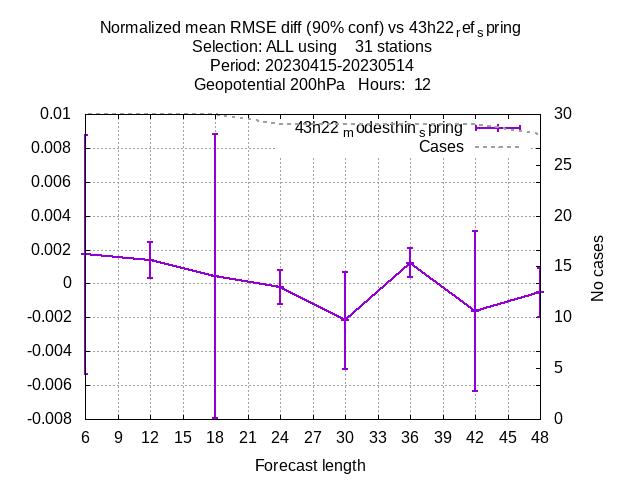 Normalized mean RMSE diff (90% conf) vs 43h22refspring
Selection: ALL using 31 stations
Period: 20230415-20230514
Geopotential 200hPa Hours: 12
43h22modesthinspring
Cases
0.01
0.008
0.006
0.004
0.002
0
-0.002
-0.004
-0.006
-0.008
30
25
20
15
10
5
0
No cases
6 9 12 15 18 21 24 27 30 33 36 39 42 45 48
Forecast length